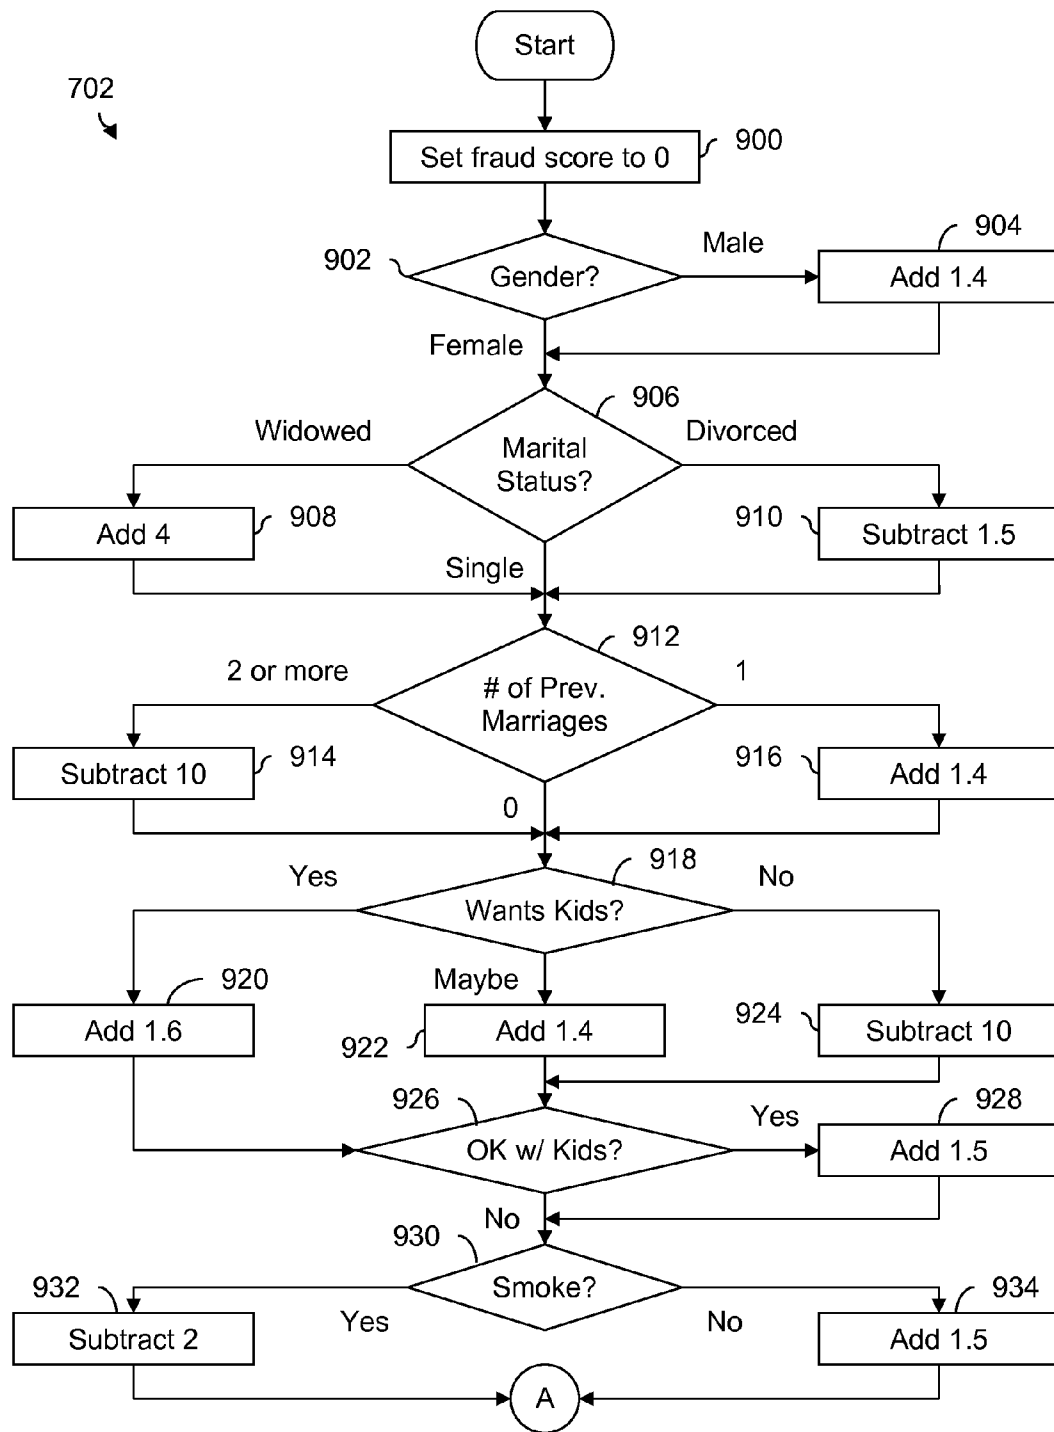 Start
702
Set fraud score to 0
900
902
Gender?
Male
904
Add 1.4
Female
906
Widowed
Marital
Status?
Divorced
Add 4
908
910
Subtract 1.5
Single
912
2 or more
# of Prev.
Marriages
1
Subtract 10
914
916
Add 1.4
0
918
Yes
Wants Kids?
No
920
Maybe
Add 1.6
922
Add 1.4
924
Subtract 10
926
OK w/ Kids?
Yes
928
Add 1.5
No
930
Smoke?
932
Yes
No
934
Subtract 2
Add 1.5
A